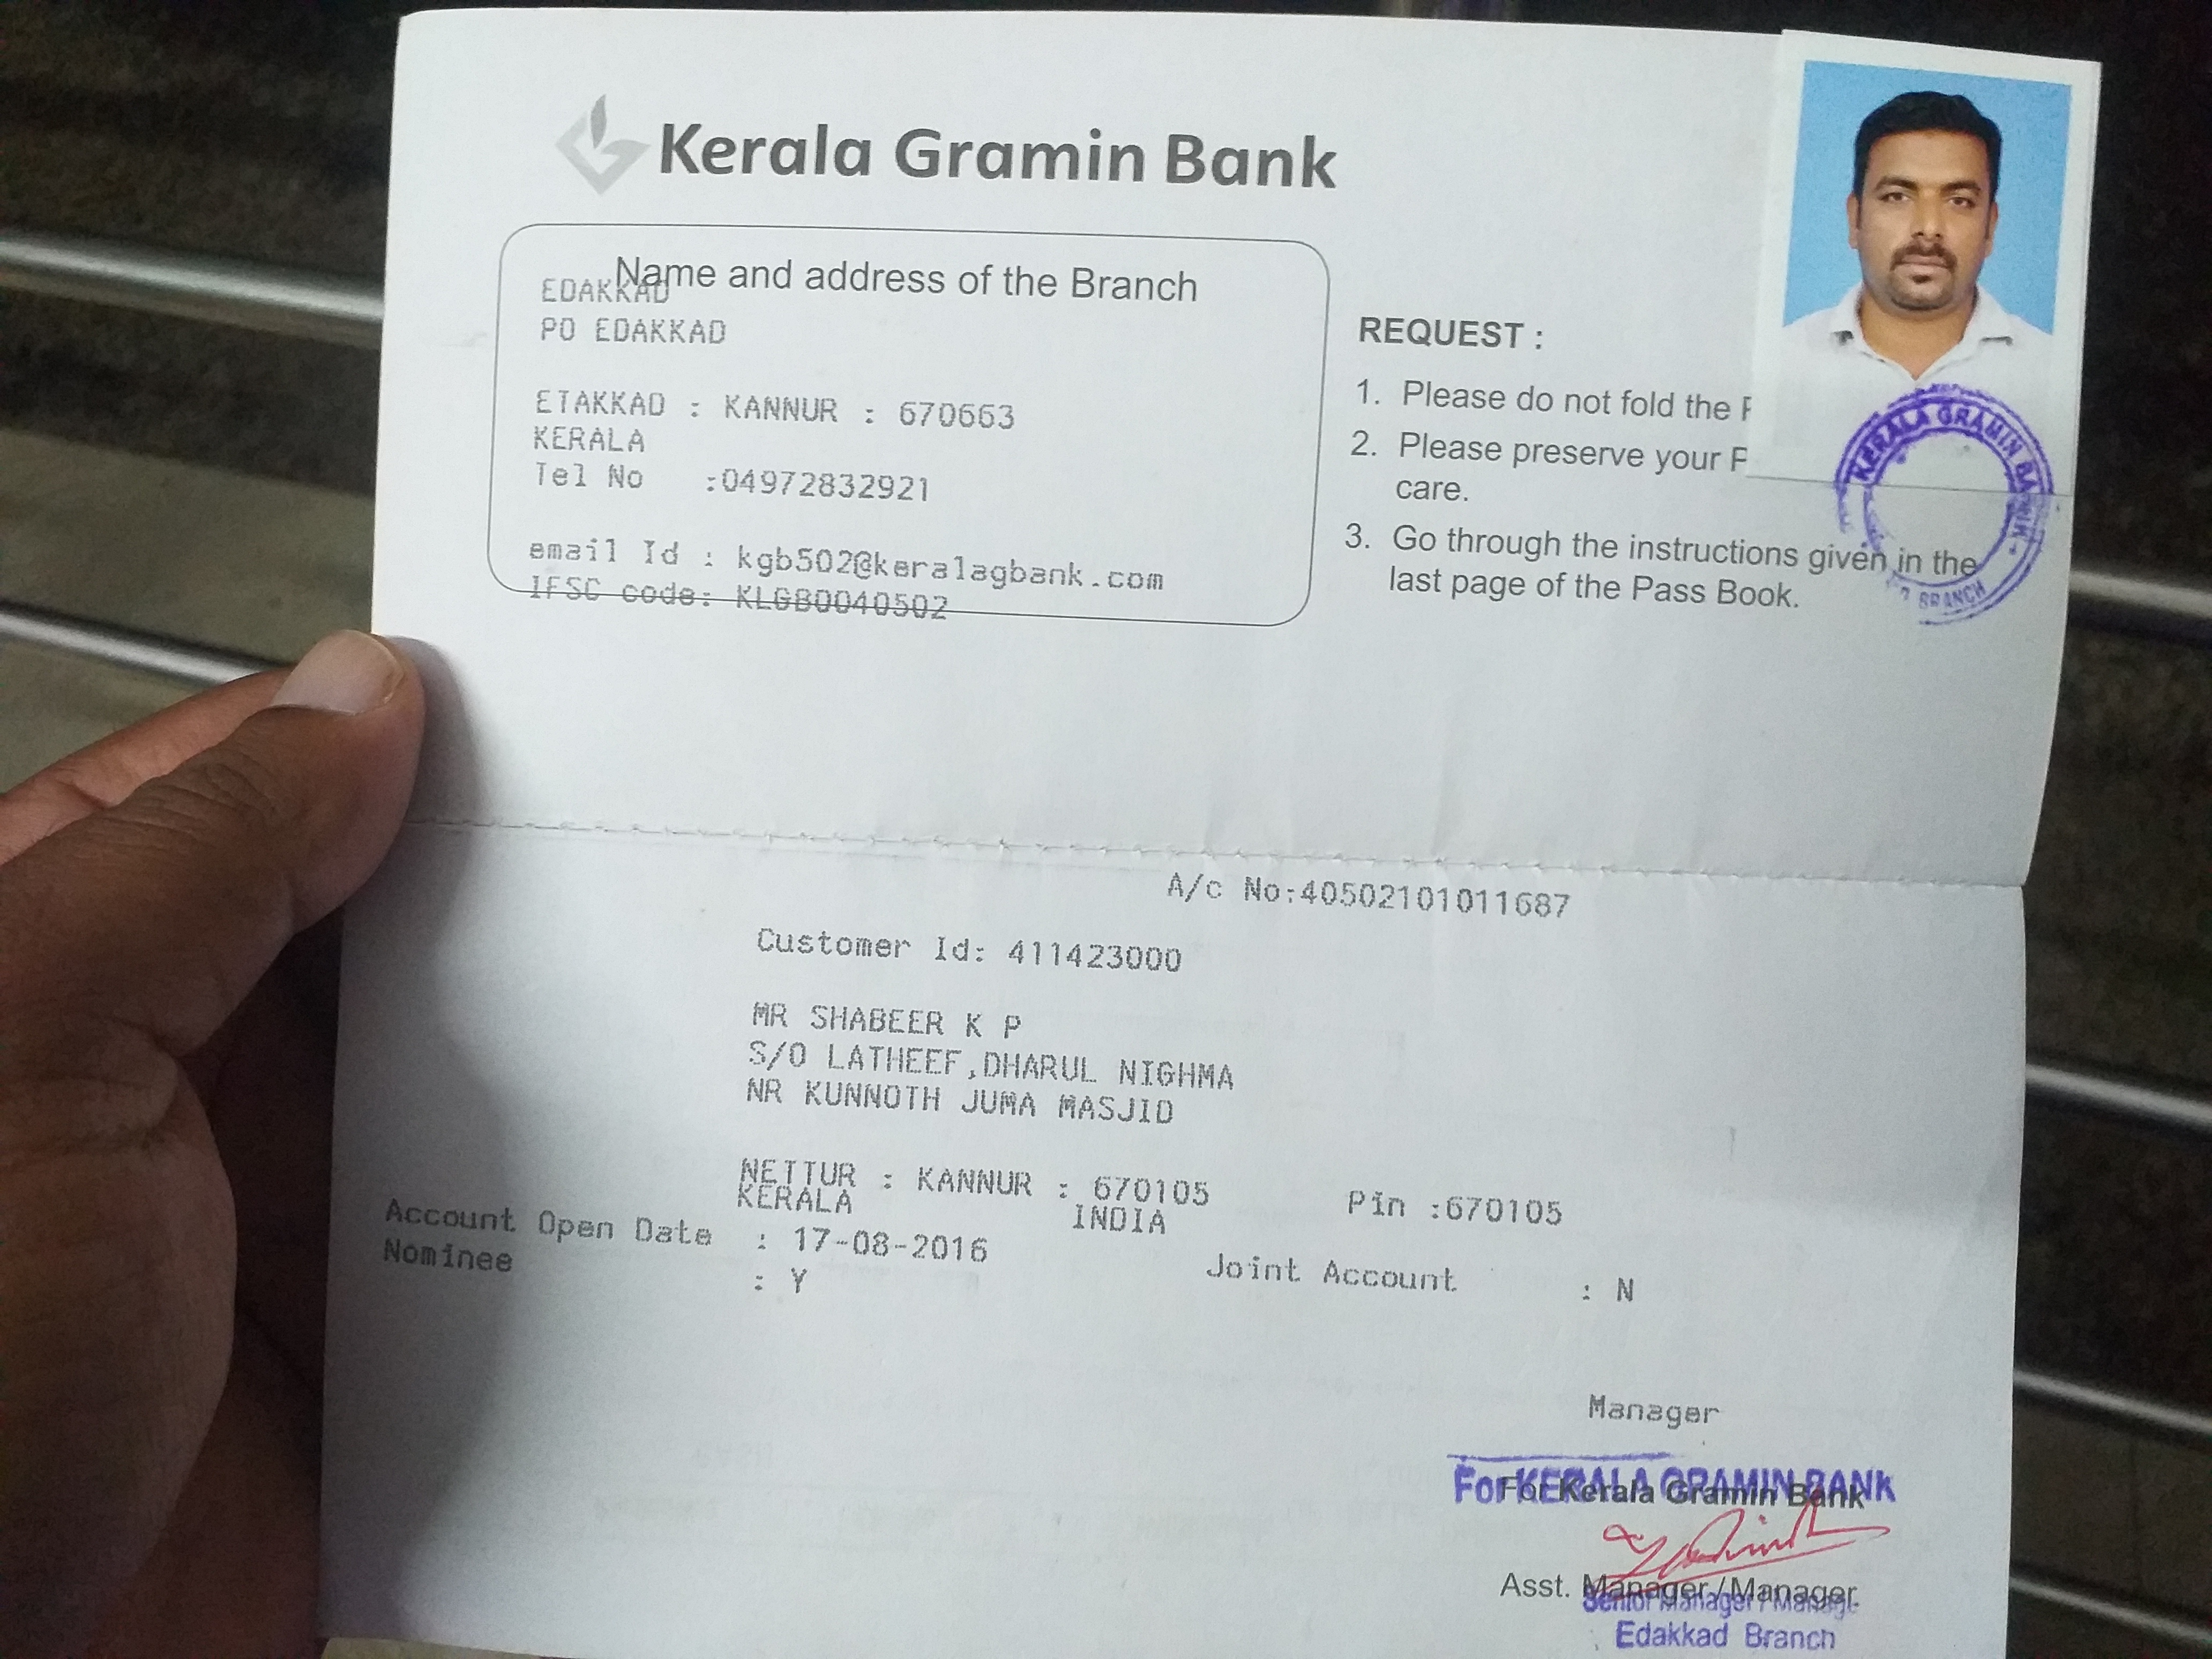 Kerala Gramin Bank
Name and address of the Branch
EDAKKAD
PO EDAKKAD
ETAKKAD : KANNUR : 670663
KERALA
Tel No :04972832921
email Id : kgb502@keralagbank.com
IFSC code: KLGB0040502
REQUEST :
1. Please do not fold the
2. Please preserve your
care.
3. Go through the instructions given in the
last page of the Pass Book.
KERALA GRAMIN BANK
BRANCH
A/c No:40502101011687
Customer Id: 411423000
MR SHABEER K P
S/O LATHEEF,DHARUL NIGHMA
NR KUNNOTH JUMA MASJID
NETTUR : KANNUR : 670105 Pin :670105
KERALA INDIA
Account Open Date : 17-08-2016
Nominee : Y Joint Account : N
Manager
For KERALA GRAMIN BANK
For Kerala Gramin Bank
Asst. Manager/Manager
Senior Manager / Manage
Edakkad Branch